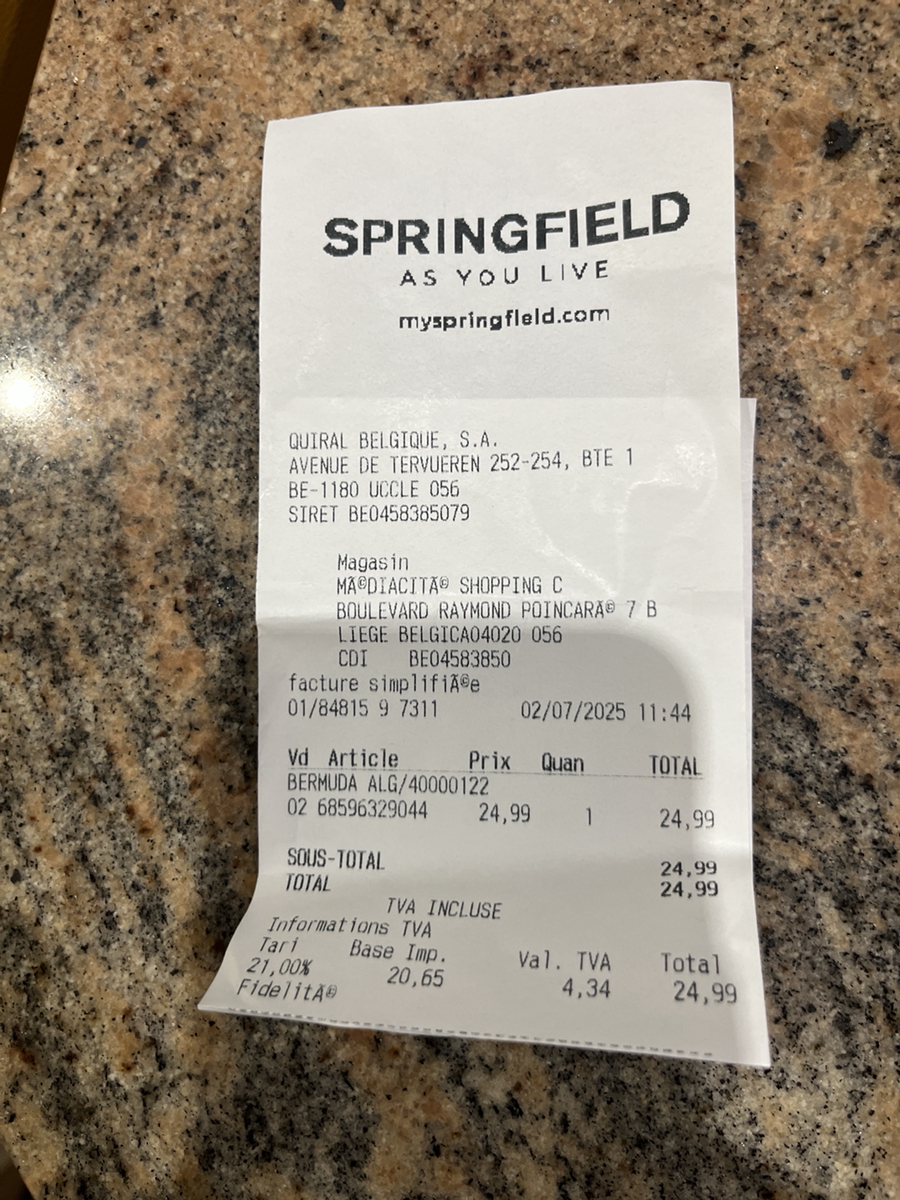 SPRINGFIELD
AS YOU LIVE
myspringfield.com
QUIRAL BELGIQUE, S.A.
AVENUE DE TERVUEREN 252-254, BTE 1
BE-1180 UCCLE 056
SIRET BE0458385079
Magasin
MÃ©DIACITÃ© SHOPPING C
BOULEVARD RAYMOND POINCARÃ© 7 B
LIEGE BELGICA04020 056
CDI BE04583850
facture simplifiÃ©e
01/84815 9 7311 02/07/2025 11:44
Vd Article Prix Quan TOTAL
BERMUDA ALG/40000122
02 68596329044 24,99 1 24,99
SOUS-TOTAL 24,99
TOTAL 24,99
TVA INCLUSE
Informations TVA
Tari Base Imp. Val. TVA Total
21,00% 20,65 4,34 24,99
FidelitÃ©